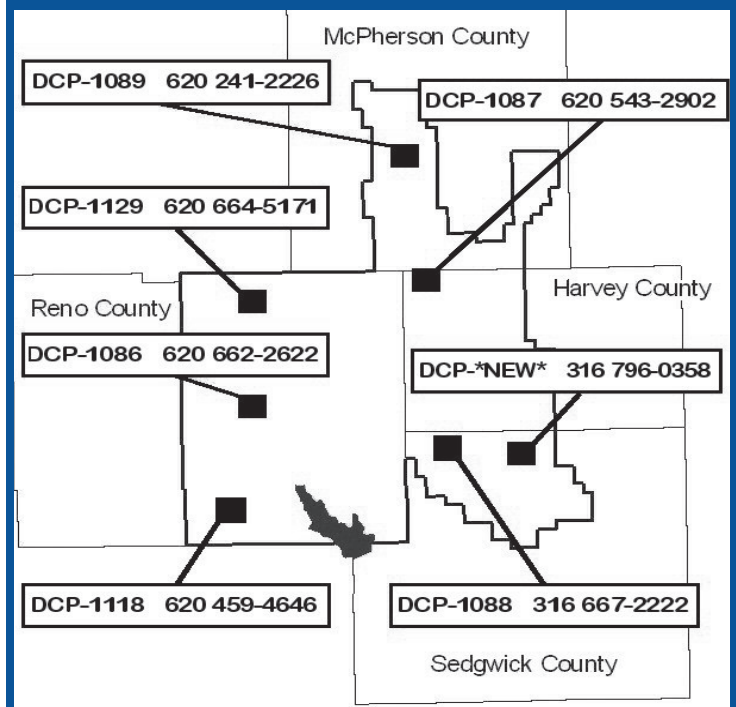 McPherson County
DCP-1089 620 241-2226
DCP-1087 620 543-2902
DCP-1129 620 664-5171
Reno County
Harvey County
DCP-1086 620 662-2622
DCP-*NEW* 316 796-0358
DCP-1118 620 459-4646
DCP-1088 316 667-2222
Sedgwick County